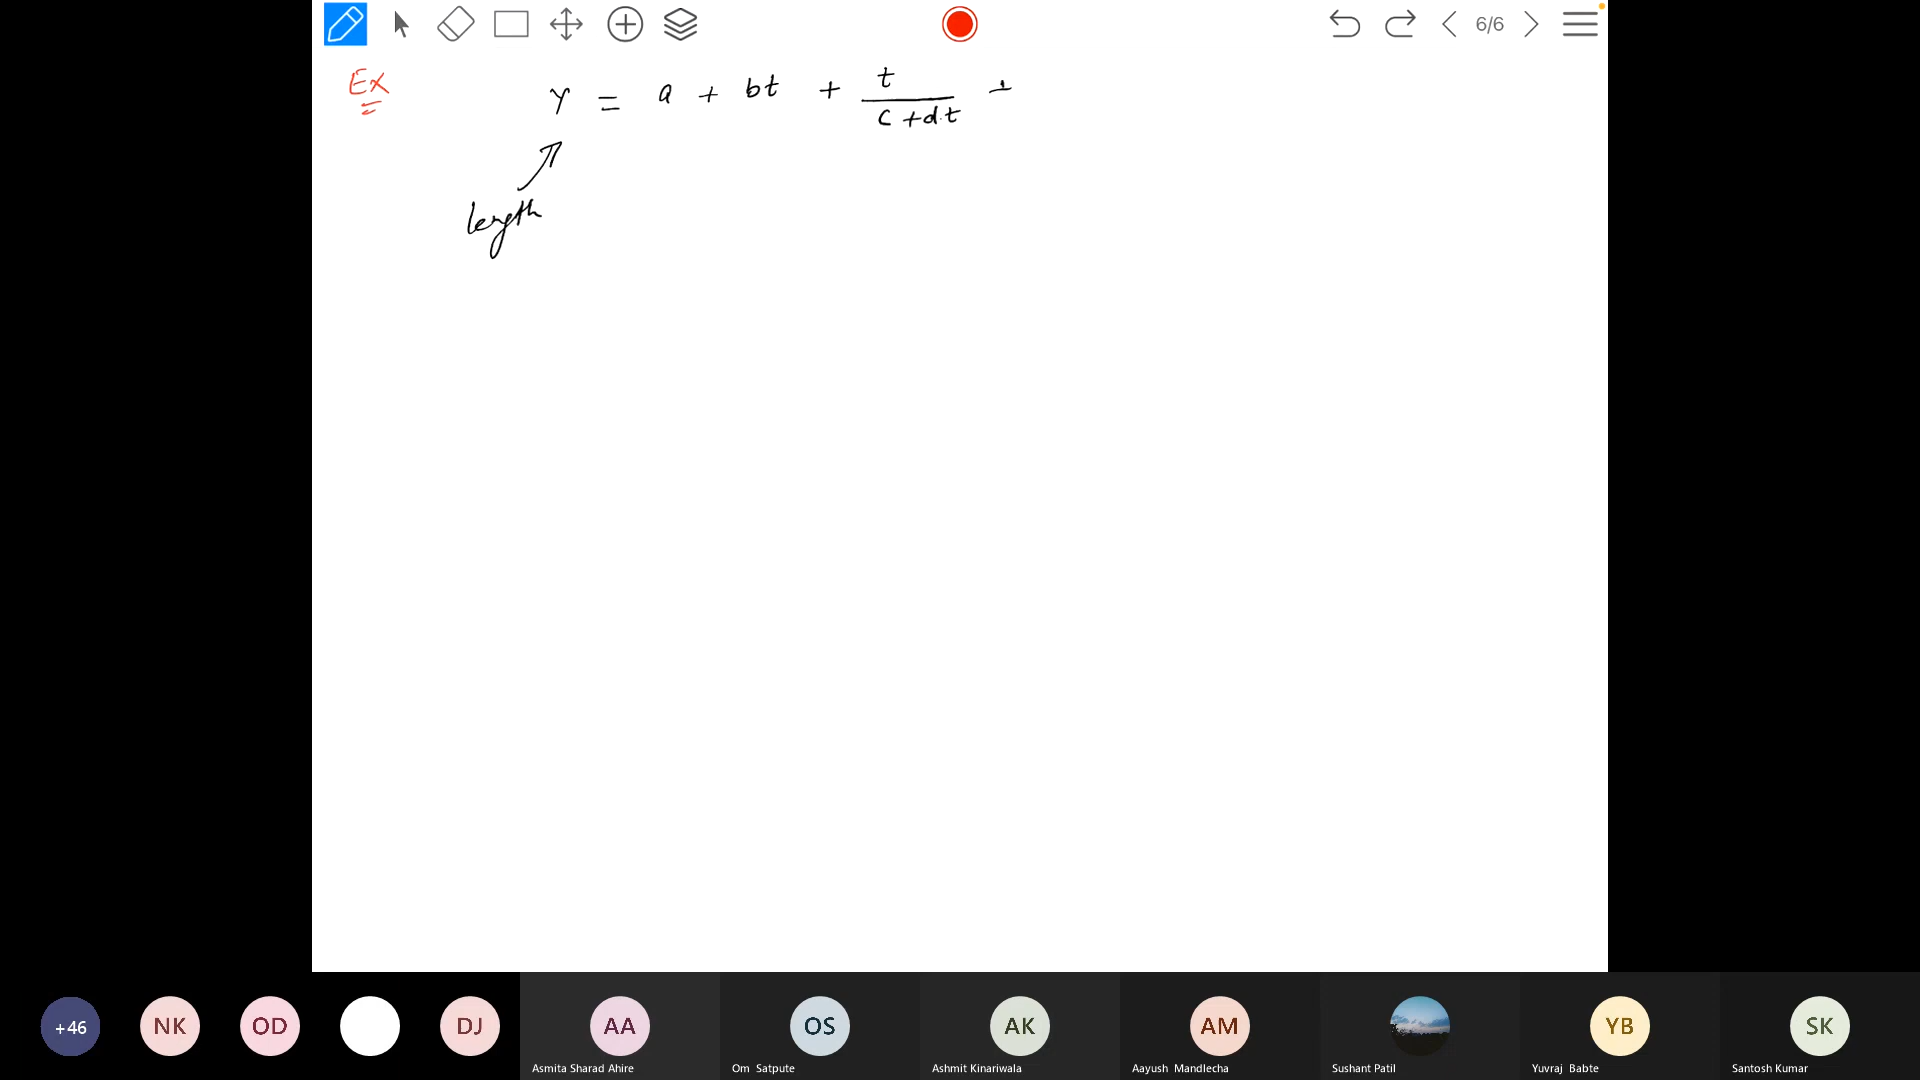 6/6
Ex
y = a + bt + t/(c + d.t) +
length
+46 NK OD DJ AA OS AK AM YB SK
Asmita Sharad Ahire Om Satpute Ashmit Kinariwala Aayush Mandlecha Sushant Patil Yuvraj Babte Santosh Kumar